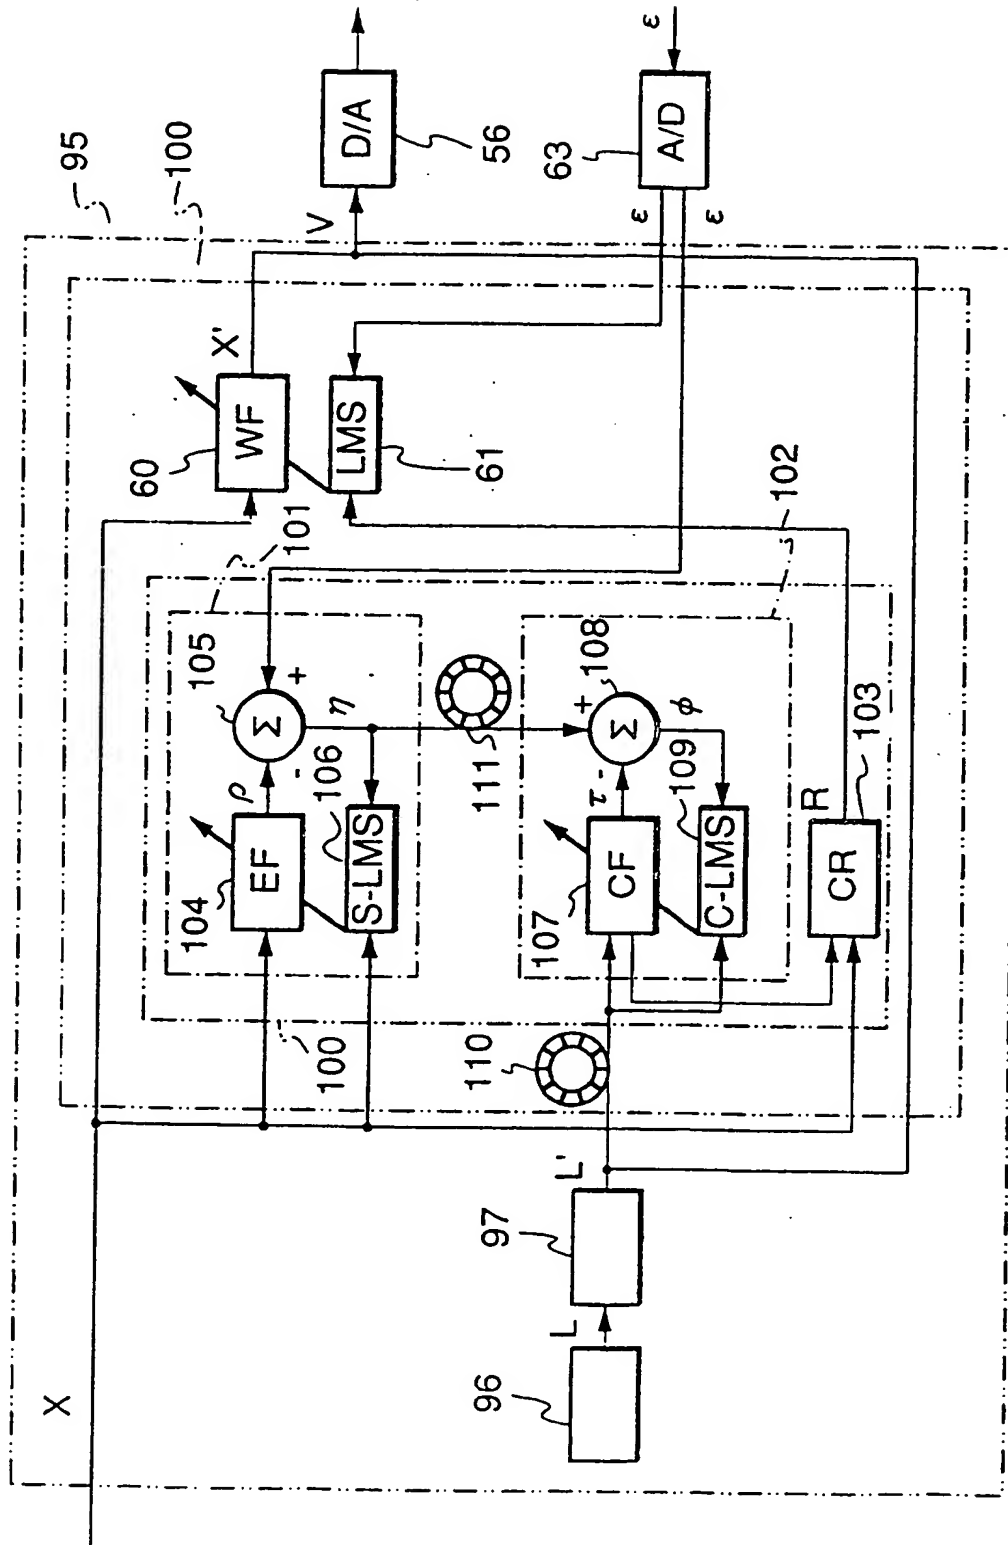 X
95
100
X'
V
D/A
56
60
WF
LMS
61
ε
ε
63
A/D
ε
101
102
105
Σ
+
-
ρ
η
104
EF
106
S-LMS
111
108
Σ
+
-
τ
φ
107
CF
109
C-LMS
R
103
CR
100
110
L'
97
L
96